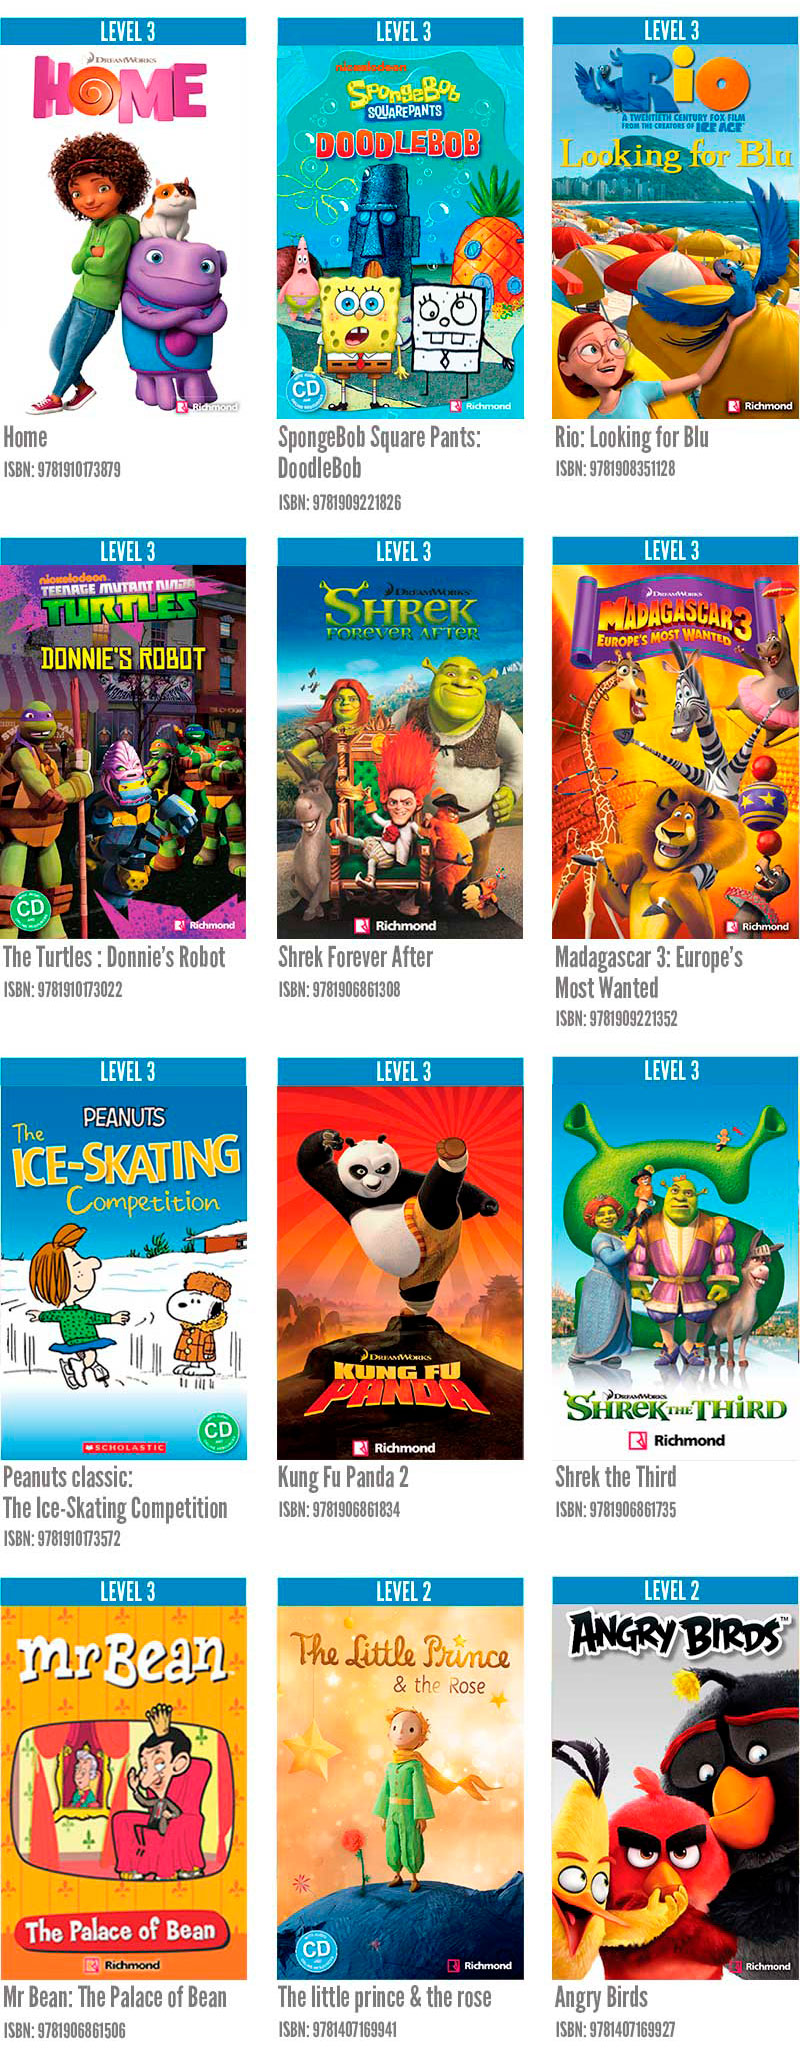 LEVEL 3
DREAMWORKS
HOME
Richmond
Home
ISBN: 9781910173879
LEVEL 3
nickelodeon
SpongeBob
SQUAREPANTS
DOODLEBOB
CD
Richmond
SpongeBob Square Pants:
DoodleBob
ISBN: 9781909221826
LEVEL 3
Rio
A TWENTIETH CENTURY FOX FILM
FROM THE CREATORS OF ICE AGE
Looking for Blu
Richmond
Rio: Looking for Blu
ISBN: 9781908351128
LEVEL 3
nickelodeon
TEENAGE MUTANT NINJA
TURTLES
DONNIE'S ROBOT
CD
Richmond
The Turtles : Donnie's Robot
ISBN: 9781910173022
LEVEL 3
DREAMWORKS
SHREK
FOREVER AFTER
Richmond
Shrek Forever After
ISBN: 9781906861308
LEVEL 3
DREAMWORKS
MADAGASCAR 3
EUROPE'S MOST WANTED
Richmond
Madagascar 3: Europe's
Most Wanted
ISBN: 9781909221352
LEVEL 3
PEANUTS
The
ICE-SKATING
Competition
CD
SCHOLASTIC
Peanuts classic:
The Ice-Skating Competition
ISBN: 9781910173572
LEVEL 3
DREAMWORKS
KUNG FU
PANDA
Richmond
Kung Fu Panda 2
ISBN: 9781906861834
LEVEL 3
DREAMWORKS
SHREK THE THIRD
Richmond
Shrek the Third
ISBN: 9781906861735
LEVEL 3
Mr Bean
The Palace of Bean
Richmond
Mr Bean: The Palace of Bean
ISBN: 9781906861506
LEVEL 2
The Little Prince
& the Rose
CD
Richmond
The little prince & the rose
ISBN: 9781407169941
LEVEL 2
ANGRY BIRDS™
Richmond
Angry Birds
ISBN: 9781407169927